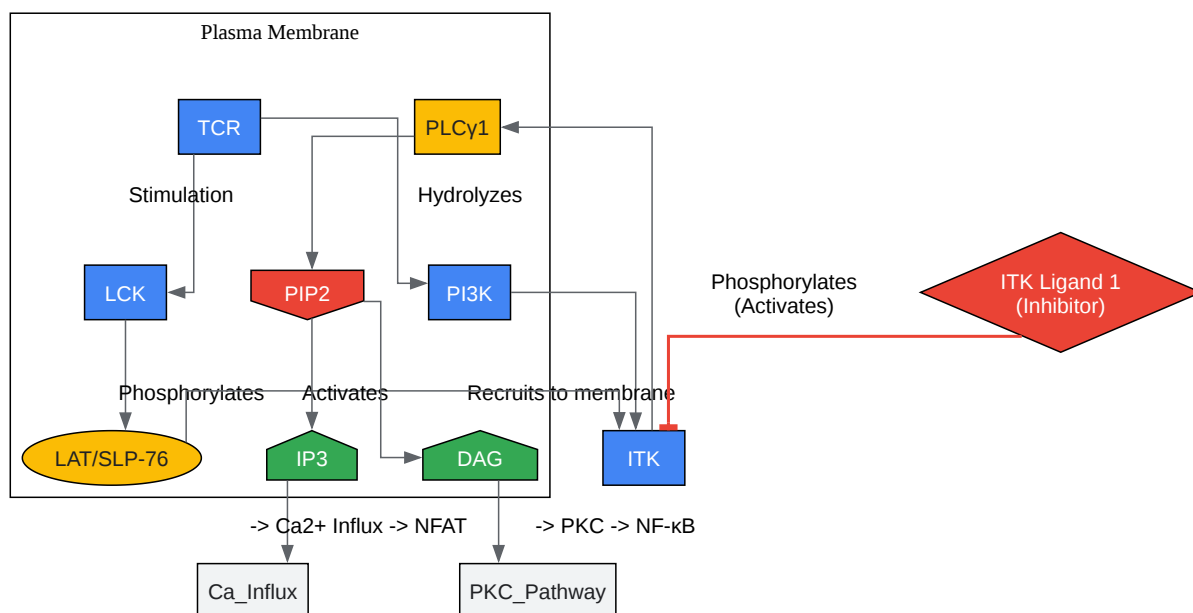 Plasma Membrane
TCR
PLCγ1
Stimulation
Hydrolyzes
LCK
PIP2
PI3K
Phosphorylates
(Activates)
ITK Ligand 1
(Inhibitor)
Phosphorylates
Activates
Recruits to membrane
LAT/SLP-76
IP3
DAG
ITK
-> Ca2+ Influx -> NFAT
-> PKC -> NF-κB
Ca_Influx
PKC_Pathway